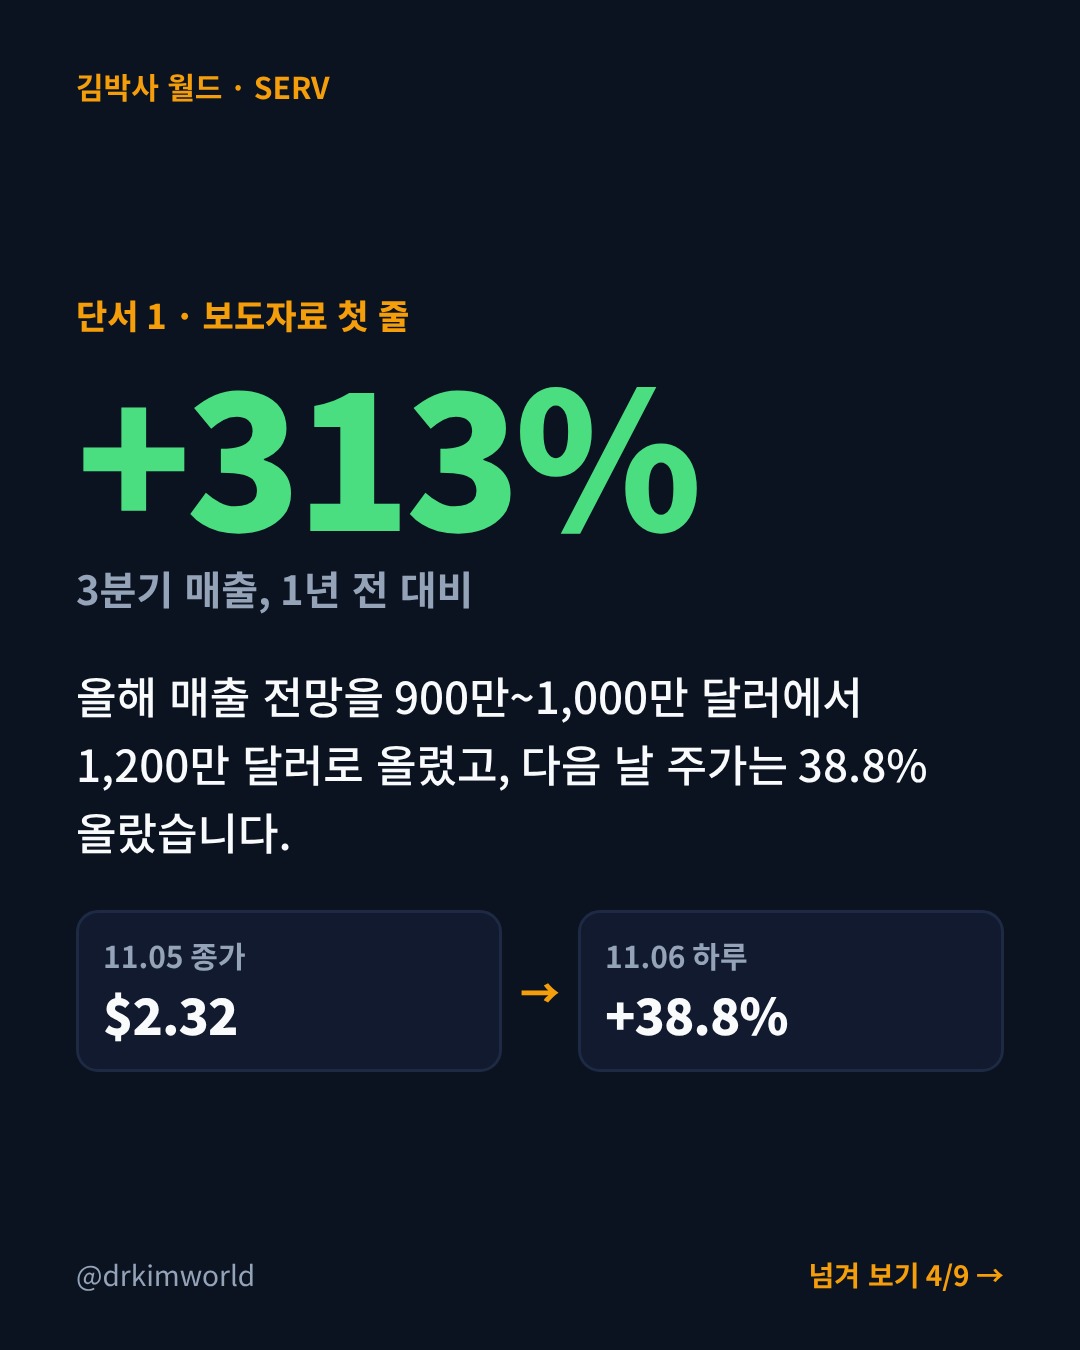 김박사 월드 · SERV
단서 1 · 보도자료 첫 줄
+313%
3분기 매출, 1년 전 대비
올해 매출 전망을 900만~1,000만 달러에서
1,200만 달러로 올렸고, 다음 날 주가는 38.8%
올랐습니다.
11.05 종가
$2.32
→
11.06 하루
+38.8%
@drkimworld
넘겨 보기 4/9 →